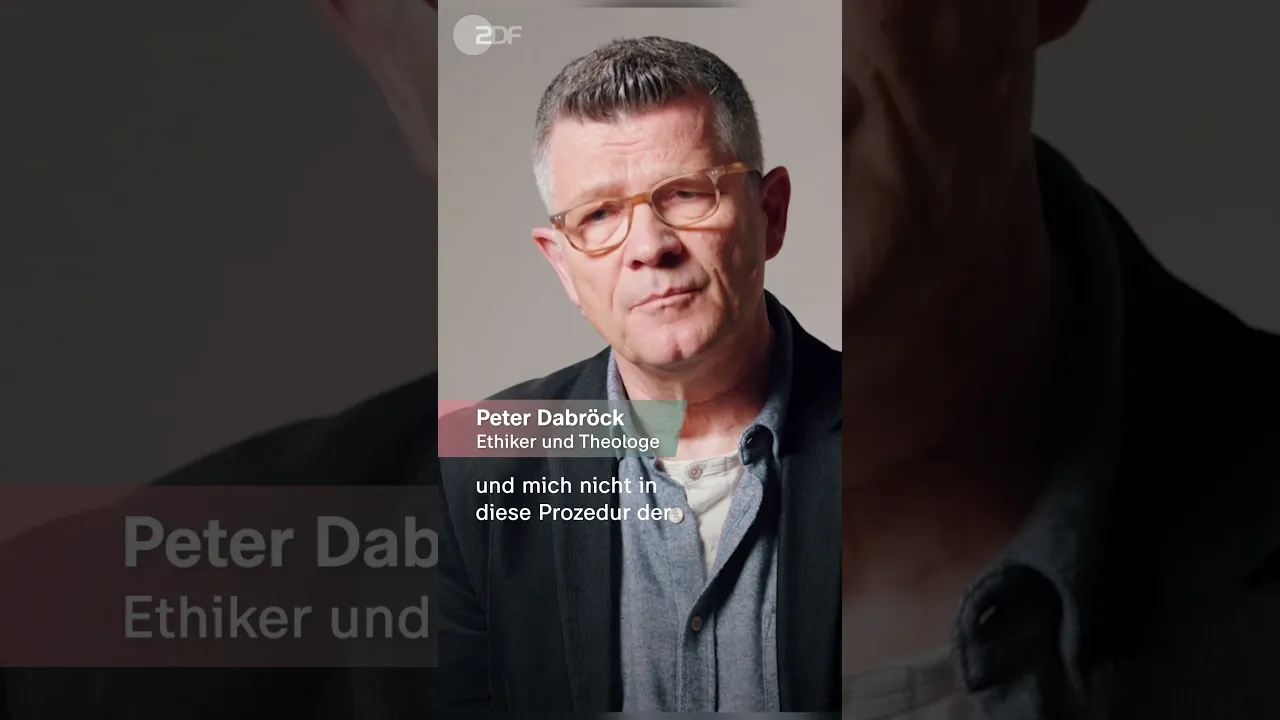 ZDF
Peter Dabröck
Ethiker und Theologe
und mich nicht in
diese Prozedur der
Peter Dab
Ethiker und